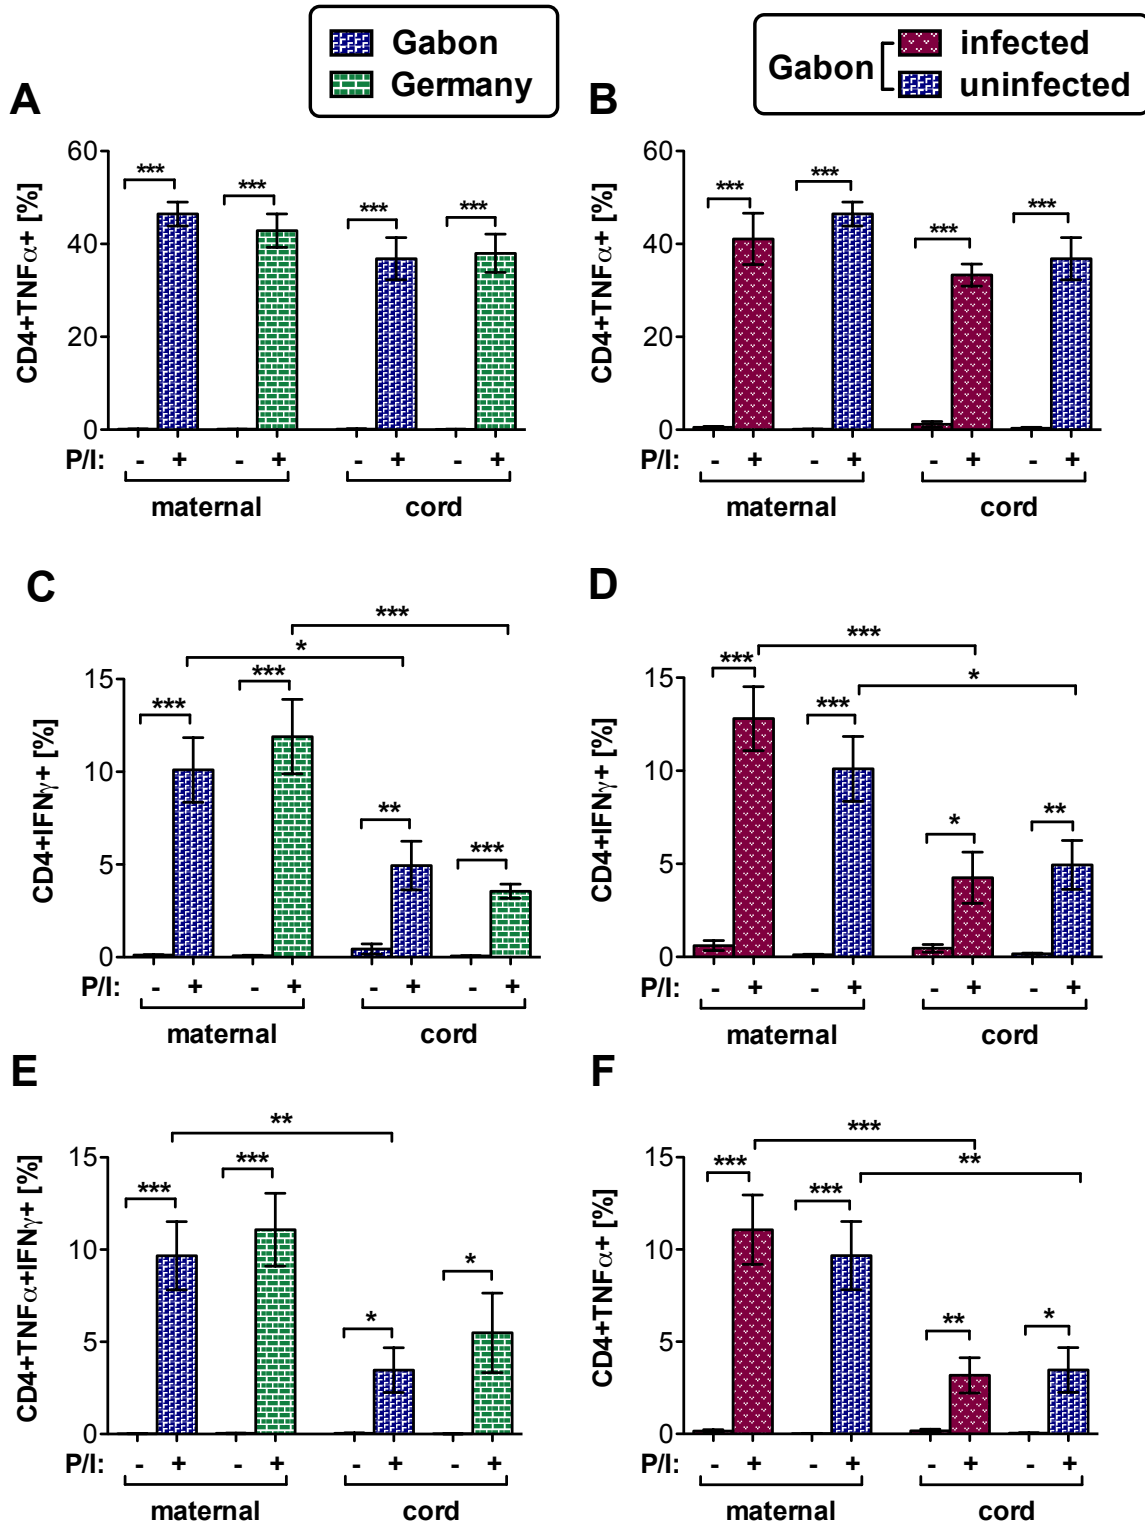 Gabon
Germany
Gabon
infected
uninfected
A
CD4+TNFα+ [%]
60
40
20
0
*** *** *** ***
P/I: - + - + - + - +
maternal cord
B
CD4+TNFα+ [%]
60
40
20
0
*** *** *** ***
P/I: - + - + - + - +
maternal cord
C
CD4+IFNγ+ [%]
15
10
5
0
***
*
*** *** ** ***
P/I: - + - + - + - +
maternal cord
D
CD4+IFNγ+ [%]
15
10
5
0
***
*
*** *** * **
P/I: - + - + - + - +
maternal cord
E
CD4+TNFα+IFNγ+ [%]
15
10
5
0
**
*** *** * *
P/I: - + - + - + - +
maternal cord
F
CD4+TNFα+ [%]
15
10
5
0
***
**
*** *** ** *
P/I: - + - + - + - +
maternal cord